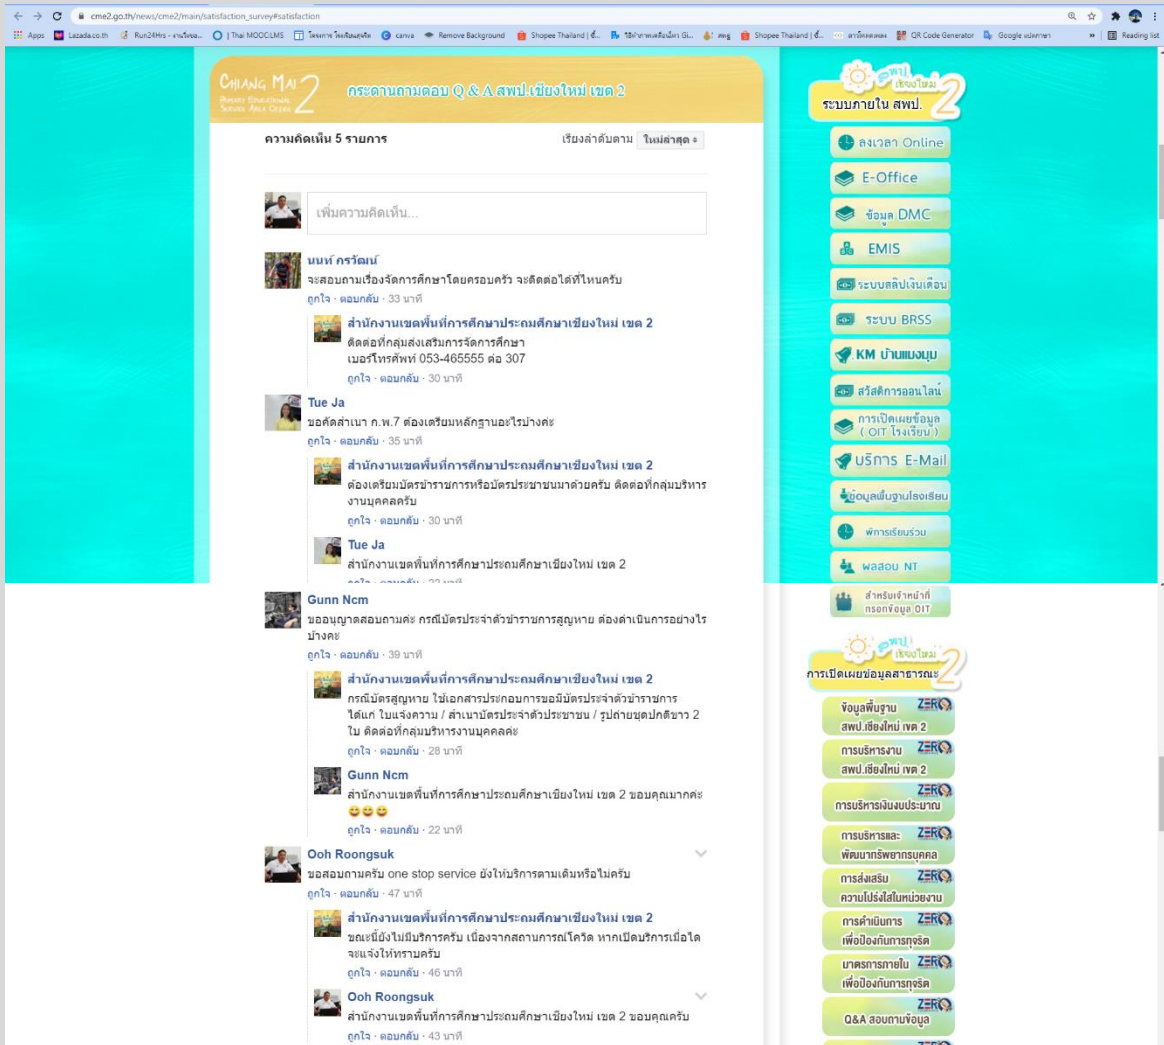 cme2.go.th/news/cme2/main/satisfaction_survey#satisfaction
Apps Lazada.co.th Run24Hrs - | Thai MOOC:LMS canva Remove Background Shopee Thailand | ซื้... img Shopee Thailand | ซื้... QR Code Generator Google » Reading list
CHIANG MAI 2
PRIMARY EDUCATIONAL
SERVICE AREA OFFICE
กระดานถามตอบ Q & A สพป.เชียงใหม่ เขต 2
ความคิดเห็น 5 รายการ
เรียงลำดับตาม ใหม่ล่าสุด
เพิ่มความคิดเห็น...
นนท์ กรวัฒน์
จะสอบถามเรื่องจัดการศึกษาโดยครอบครัว จะติดต่อได้ที่ไหนครับ
ถูกใจ · ตอบกลับ · 33 นาที
สำนักงานเขตพื้นที่การศึกษาประถมศึกษาเชียงใหม่ เขต 2
ติดต่อที่กลุ่มส่งเสริมการจัดการศึกษา
เบอร์โทรศัพท์ 053-465555 ต่อ 307
ถูกใจ · ตอบกลับ · 30 นาที
Tue Ja
ขอคัดสำเนา ก.พ.7 ต้องเตรียมหลักฐานอะไรบ้างคะ
ถูกใจ · ตอบกลับ · 35 นาที
สำนักงานเขตพื้นที่การศึกษาประถมศึกษาเชียงใหม่ เขต 2
ต้องเตรียมบัตรข้าราชการหรือบัตรประชาชนมาด้วยครับ ติดต่อที่กลุ่มบริหาร
งานบุคคลครับ
ถูกใจ · ตอบกลับ · 30 นาที
Tue Ja
สำนักงานเขตพื้นที่การศึกษาประถมศึกษาเชียงใหม่ เขต 2
Gunn Ncm
ขออนุญาตสอบถามค่ะ กรณีบัตรประจำตัวข้าราชการสูญหาย ต้องดำเนินการอย่างไร
บ้างคะ
ถูกใจ · ตอบกลับ · 39 นาที
สำนักงานเขตพื้นที่การศึกษาประถมศึกษาเชียงใหม่ เขต 2
กรณีบัตรสูญหาย ใช้เอกสารประกอบการขอมีบัตรประจำตัวข้าราชการ
ได้แก่ ใบแจ้งความ / สำเนาบัตรประจำตัวประชาชน / รูปถ่ายชุดปกติขาว 2
ใบ ติดต่อที่กลุ่มบริหารงานบุคคลค่ะ
ถูกใจ · ตอบกลับ · 28 นาที
Gunn Ncm
สำนักงานเขตพื้นที่การศึกษาประถมศึกษาเชียงใหม่ เขต 2 ขอบคุณมากค่ะ
😅😅😅
ถูกใจ · ตอบกลับ · 22 นาที
Ooh Roongsuk
ขอสอบถามครับ one stop service ยังให้บริการตามเดิมหรือไม่ครับ
ถูกใจ · ตอบกลับ · 47 นาที
สำนักงานเขตพื้นที่การศึกษาประถมศึกษาเชียงใหม่ เขต 2
ขณะนี้ยังไม่มีบริการครับ เนื่องจากสถานการณ์โควิด หากเปิดบริการเมื่อใด
จะแจ้งให้ทราบครับ
ถูกใจ · ตอบกลับ · 46 นาที
Ooh Roongsuk
สำนักงานเขตพื้นที่การศึกษาประถมศึกษาเชียงใหม่ เขต 2 ขอบคุณครับ
ถูกใจ · ตอบกลับ · 43 นาที
สพป.
เชียงใหม่ 2
ระบบภายใน สพป.
ลงเวลา Online
E-Office
ข้อมูล DMC
EMIS
ระบบสลิปเงินเดือน
ระบบ BRSS
KM บ้านแมงมุม
สวัสดิการออนไลน์
การเปิดเผยข้อมูล
( OIT โรงเรียน )
บริการ E-Mail
ข้อมูลพื้นฐานโรงเรียน
พิการเรียนร่วม
ผลสอบ NT
สำหรับเจ้าหน้าที่
กรอกข้อมูล OIT
สพป.
เชียงใหม่ 2
การเปิดเผยข้อมูลสาธารณะ
ข้อมูลพื้นฐาน ZERO
สพป.เชียงใหม่ เขต 2
การบริหารงาน ZERO
สพป.เชียงใหม่ เขต 2
ZERO
การบริหารเงินงบประมาณ
การบริหารและ ZERO
พัฒนาทรัพยากรบุคคล
การส่งเสริม ZERO
ความโปร่งใสในหน่วยงาน
การดำเนินการ ZERO
เพื่อป้องกันการทุจริต
มาตรการภายใน ZERO
เพื่อป้องกันการทุจริต
ZERO
Q&A สอบถามข้อมูล